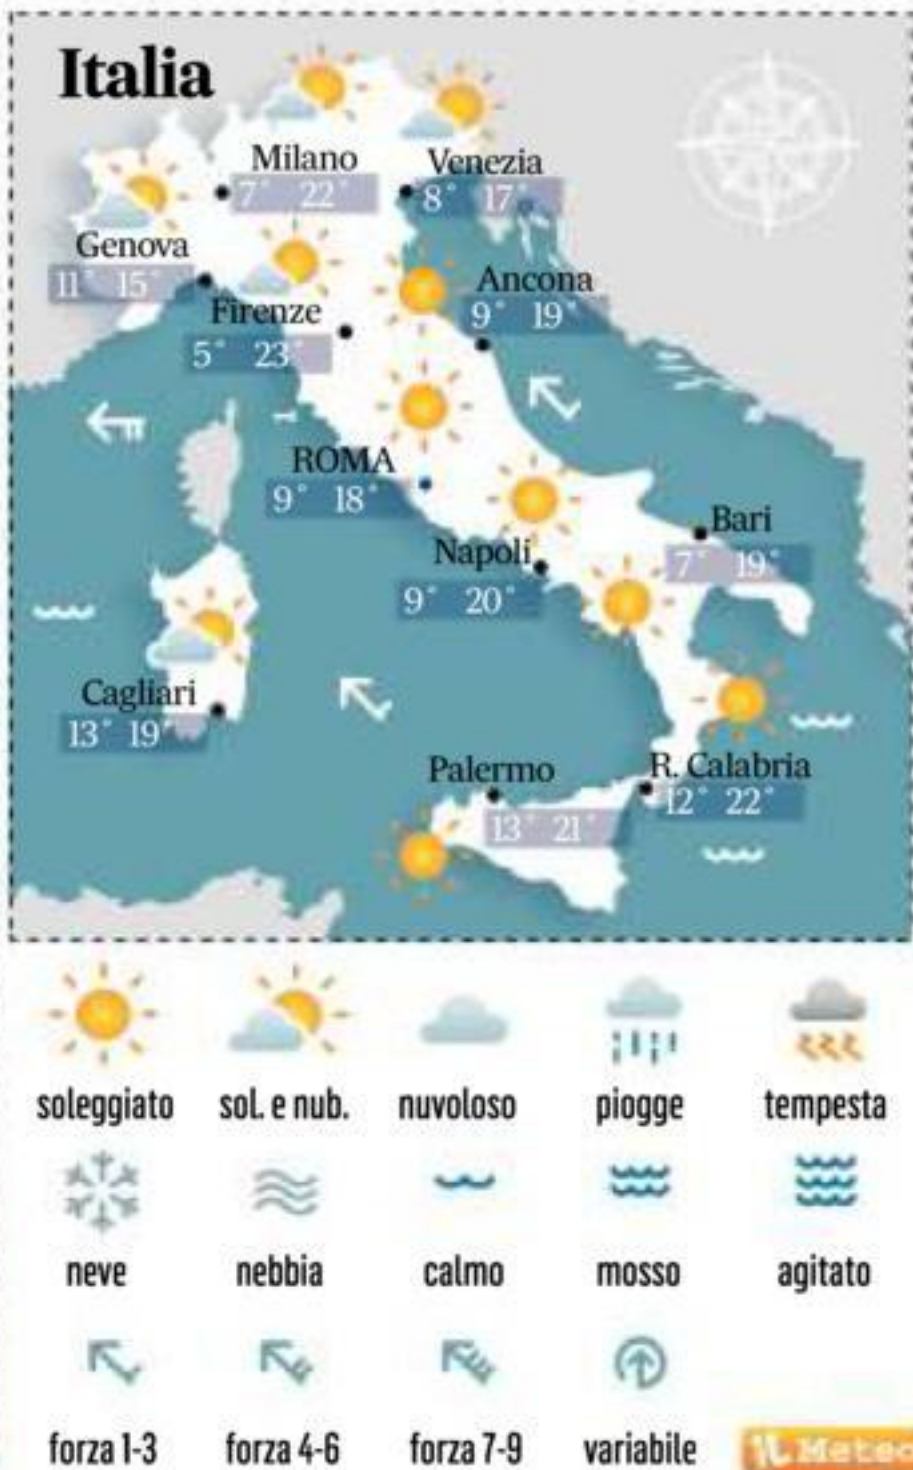 Italia
Milano
7° 22°
Venezia
8° 17°
Genova
11° 15°
Ancona
9° 19°
Firenze
5° 23°
ROMA
9° 18°
Bari
7° 19°
Napoli
9° 20°
Cagliari
13° 19°
Palermo
13° 21°
R. Calabria
12° 22°
soleggiato sol. e nub. nuvoloso piogge tempesta
neve nebbia calmo mosso agitato
forza 1-3 forza 4-6 forza 7-9 variabile
iL Meteo